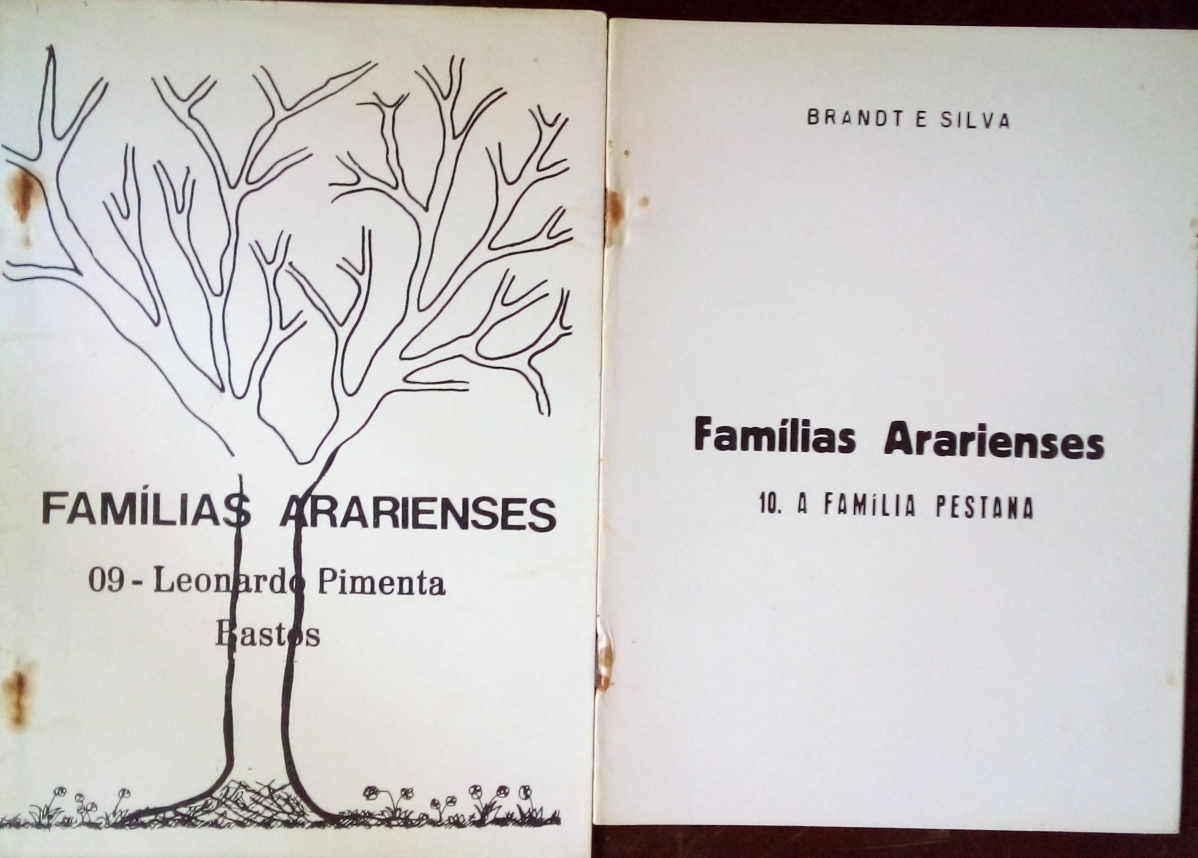 FAMÍLIAS ARARIENSES
09 - Leonardo Pimenta
Bastos
BRANDT E SILVA
Famílias Ararienses
10. A FAMíLIA PESTANA